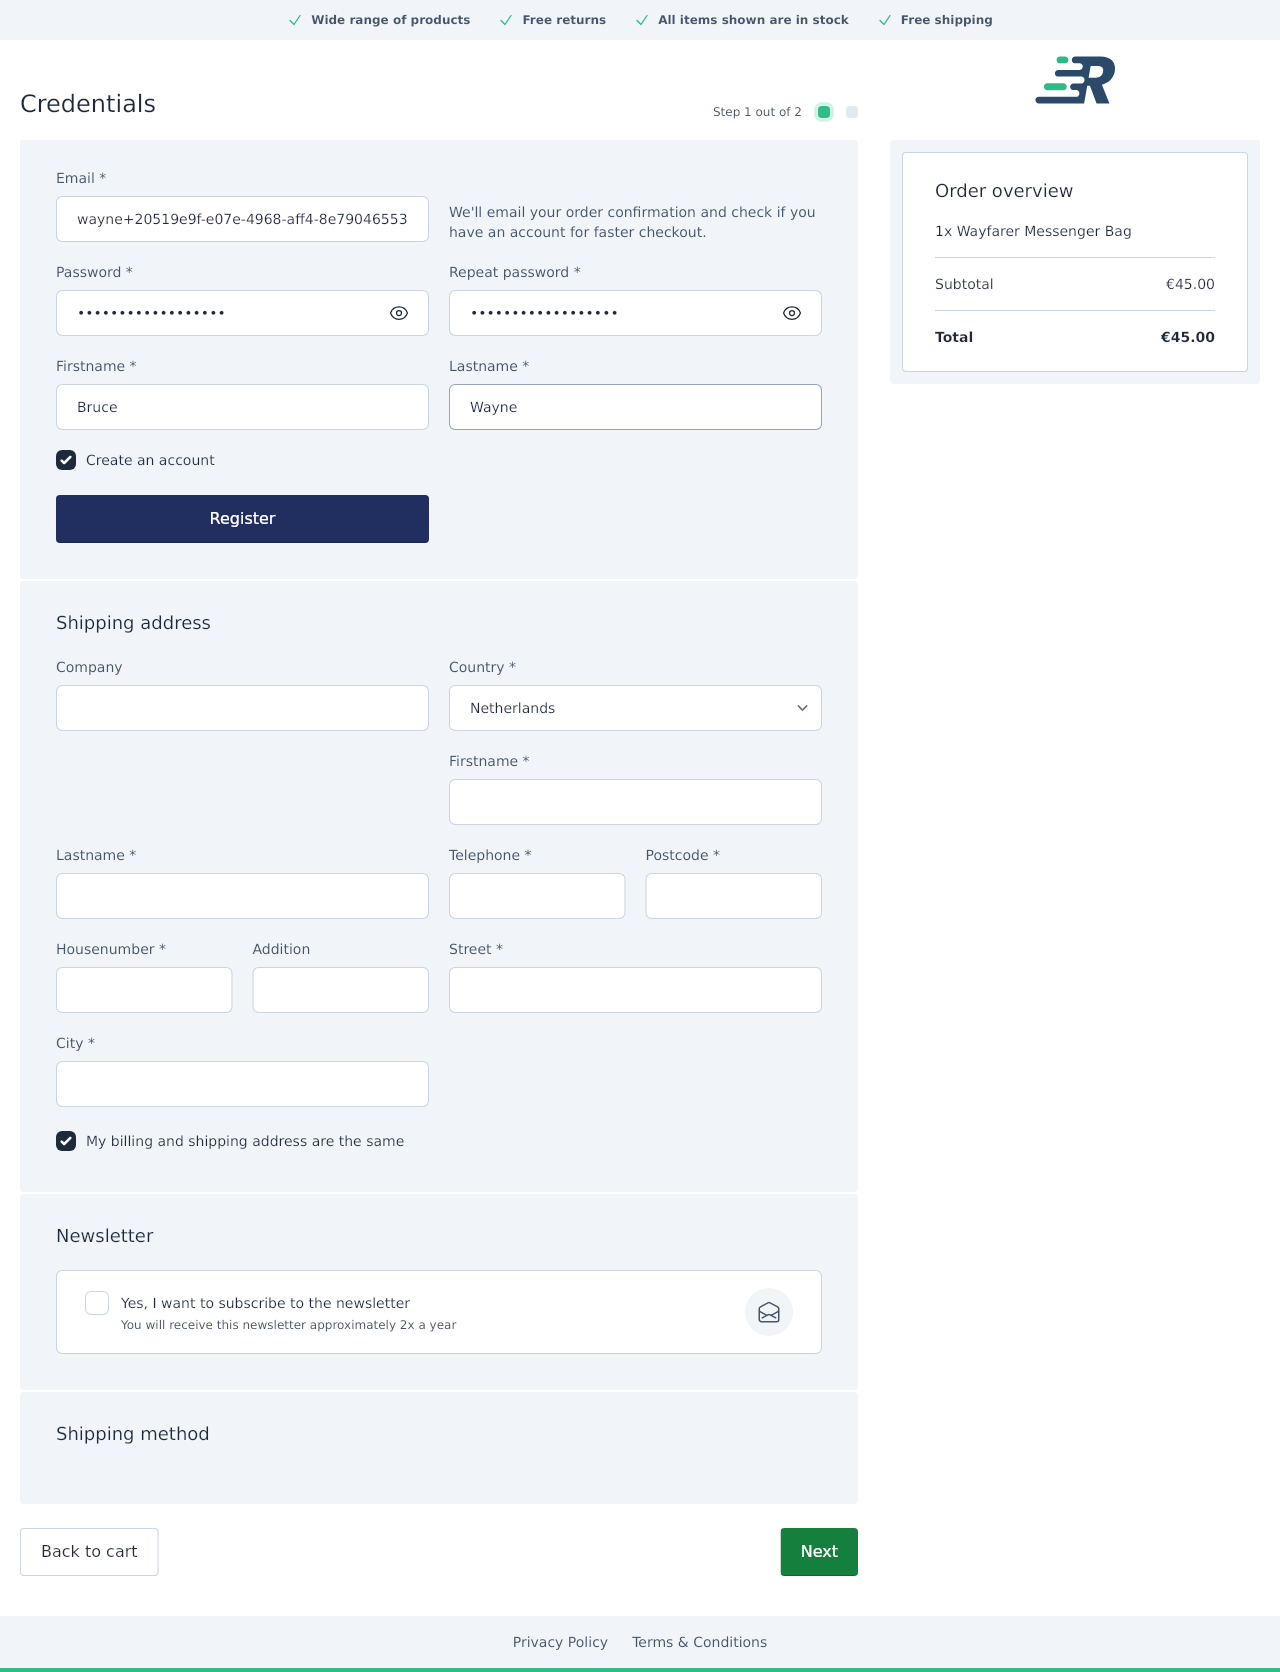 Wide range of products
Free returns
All items shown are in stock
Free shipping
R
Credentials
Step 1 out of 2
Email *
wayne+20519e9f-e07e-4968-aff4-8e79046553
We'll email your order confirmation and check if you
have an account for faster checkout.
Password *
••••••••••••••••••
Repeat password *
••••••••••••••••••
Firstname *
Bruce
Lastname *
Wayne
Create an account
Register
Shipping address
Company
Country *
Netherlands
Firstname *
Lastname *
Telephone *
Postcode *
Housenumber *
Addition
Street *
City *
My billing and shipping address are the same
Newsletter
Yes, I want to subscribe to the newsletter
You will receive this newsletter approximately 2x a year
Shipping method
Back to cart
Next
Order overview
1x Wayfarer Messenger Bag
Subtotal €45.00
Total €45.00
Privacy Policy
Terms & Conditions